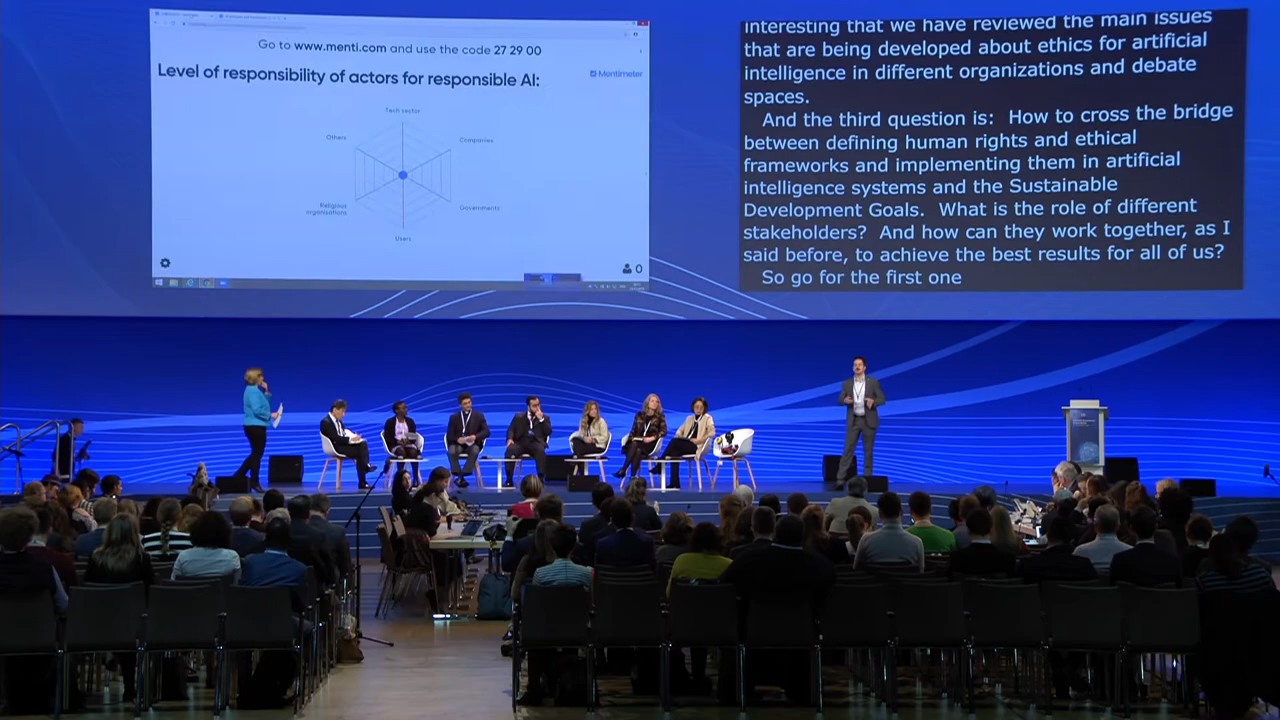 Go to www.menti.com and use the code 27 29 00
Level of responsibility of actors for responsible AI:
Mentimeter
Tech sector
Others
Companies
Religious
organisations
Governments
Users
0
interesting that we have reviewed the main issues
that are being developed about ethics for artificial
intelligence in different organizations and debate
spaces.
And the third question is: How to cross the bridge
between defining human rights and ethical
frameworks and implementing them in artificial
intelligence systems and the Sustainable
Development Goals. What is the role of different
stakeholders? And how can they work together, as I
said before, to achieve the best results for all of us?
So go for the first one